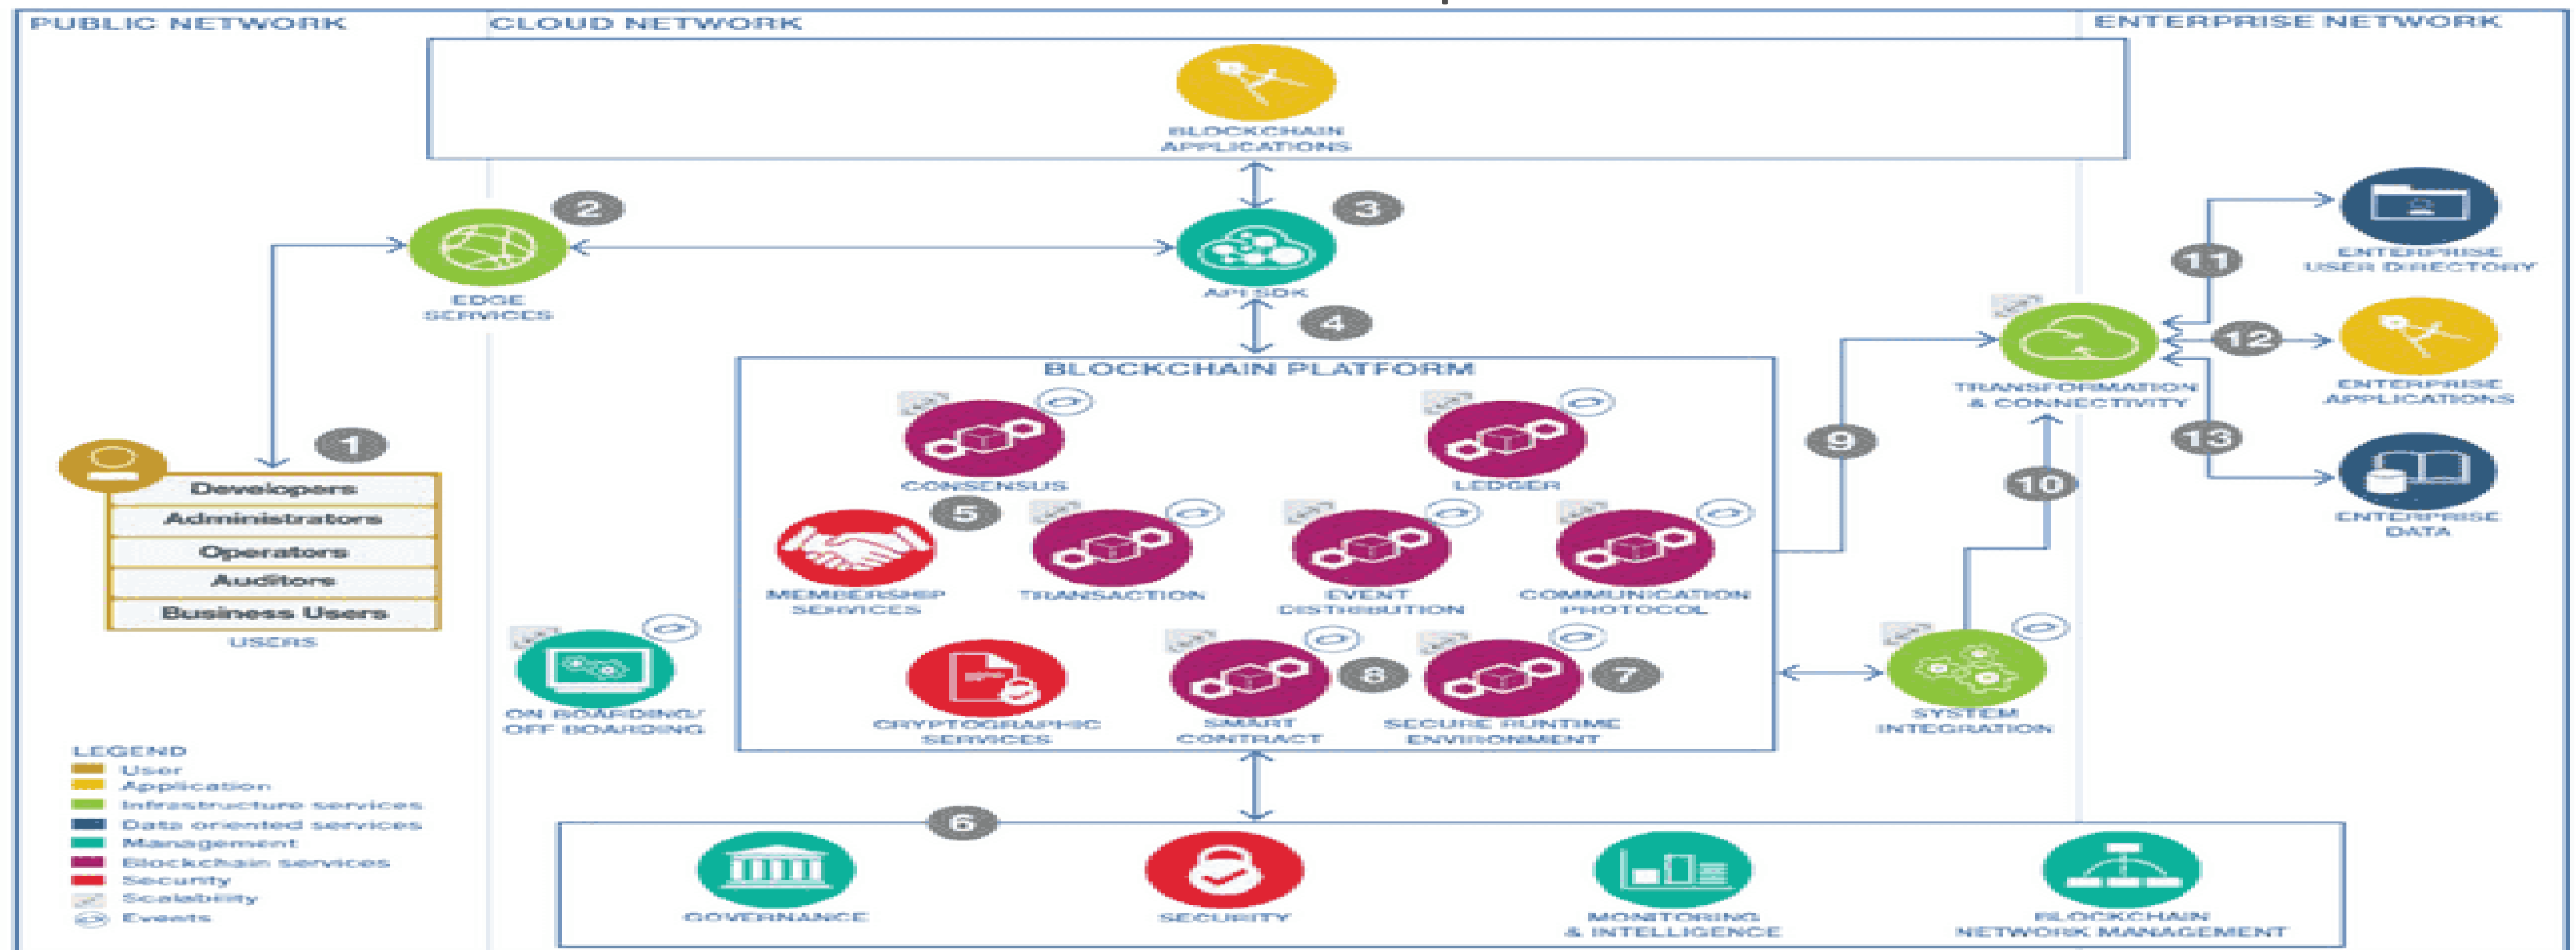 PUBLIC NETWORK
CLOUD NETWORK
ENTERPRISE NETWORK
BLOCKCHAIN
APPLICATIONS
2
3
EDGE
SERVICES
API SDK
4
11
ENTERPRISE
USER DIRECTORY
12
TRANSFORMATION
& CONNECTIVITY
ENTERPRISE
APPLICATIONS
13
ENTERPRISE
DATA
9
10
1
Developers
Administrators
Operators
Auditors
Business Users
USERS
BLOCKCHAIN PLATFORM
CONSENSUS
LEDGER
5
MEMBERSHIP
SERVICES
TRANSACTION
EVENT
DISTRIBUTION
COMMUNICATION
PROTOCOL
8
7
CRYPTOGRAPHIC
SERVICES
SMART
CONTRACT
SECURE RUNTIME
ENVIRONMENT
ON BOARDING/
OFF BOARDING
SYSTEM
INTEGRATION
LEGEND
User
Application
Infrastructure services
Data oriented services
Management
Blockchain services
Security
Scalability
Events
6
GOVERNANCE
SECURITY
MONITORING
& INTELLIGENCE
BLOCKCHAIN
NETWORK MANAGEMENT